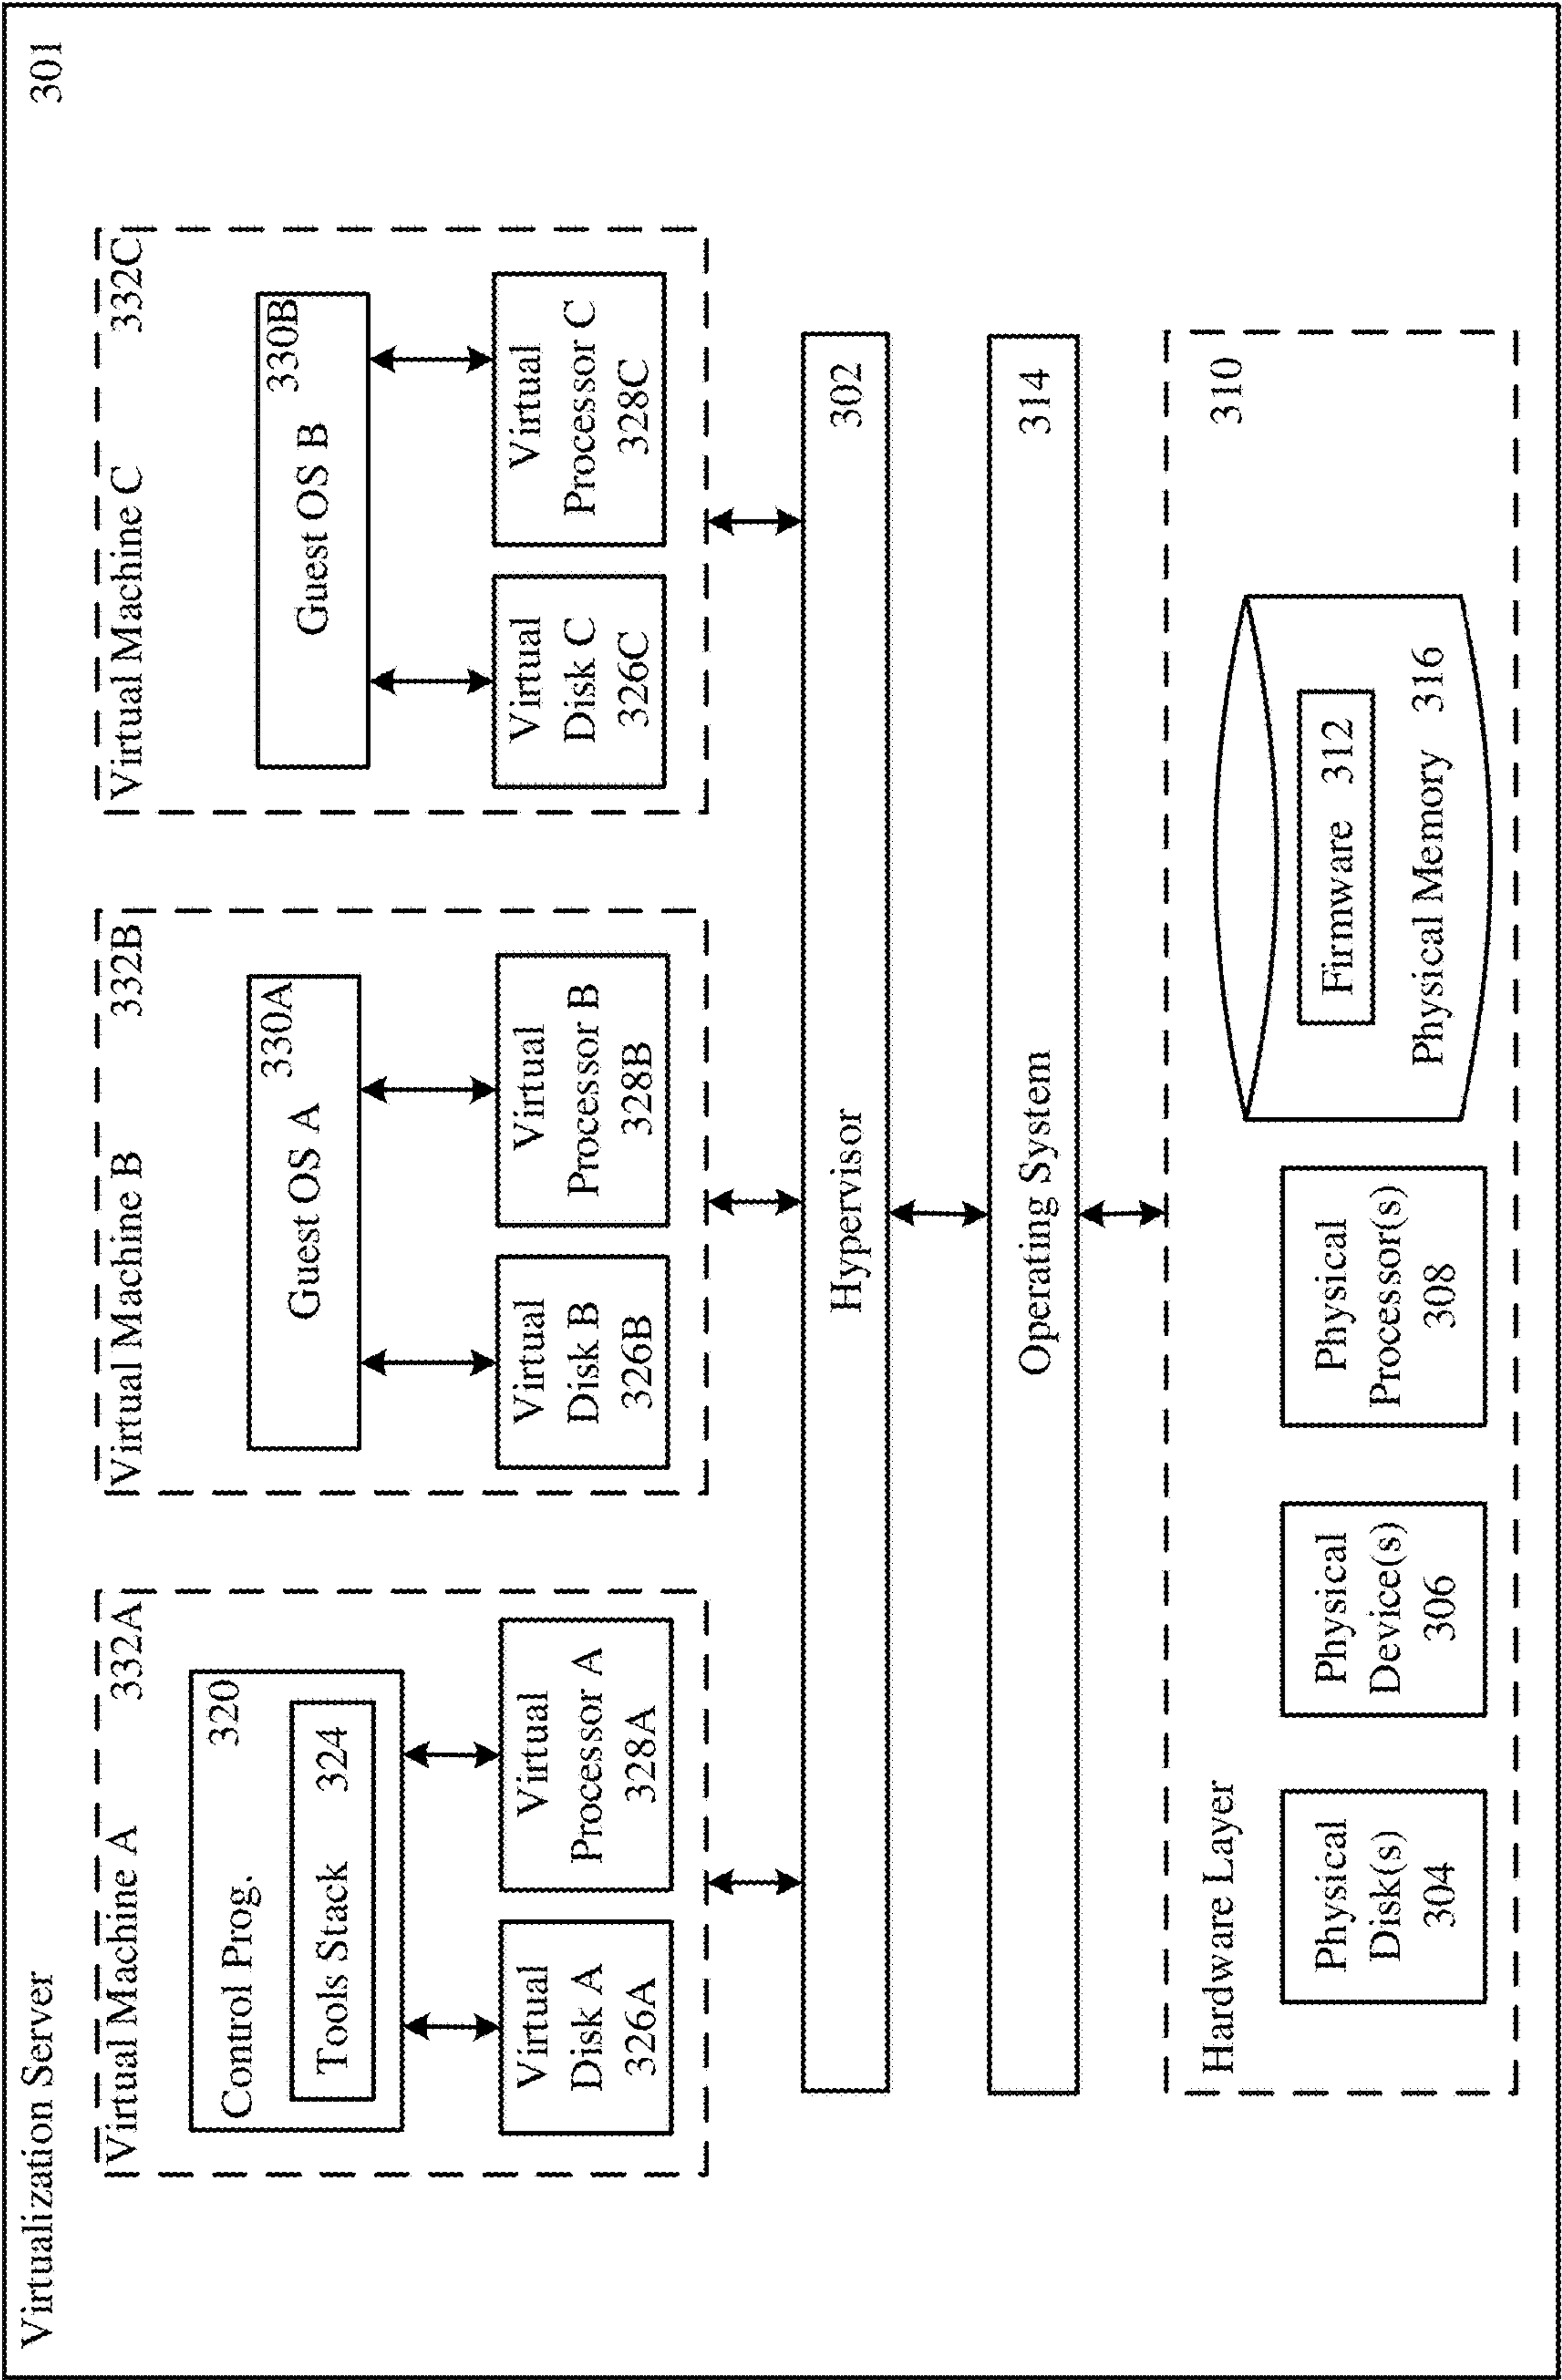 Virtualization Server 301
Virtual Machine A 332A
Control Prog. 320
Tools Stack 324
Virtual
Disk A
326A
Virtual
Processor A
328A
Virtual Machine B 332B
330A
Guest OS A
Virtual
Disk B
326B
Virtual
Processor B
328B
Virtual Machine C 332C
330B
Guest OS B
Virtual
Disk C
326C
Virtual
Processor C
328C
Hypervisor 302
Operating System 314
Hardware Layer 310
Physical
Disk(s)
304
Physical
Device(s)
306
Physical
Processor(s)
308
Firmware 312
Physical Memory 316